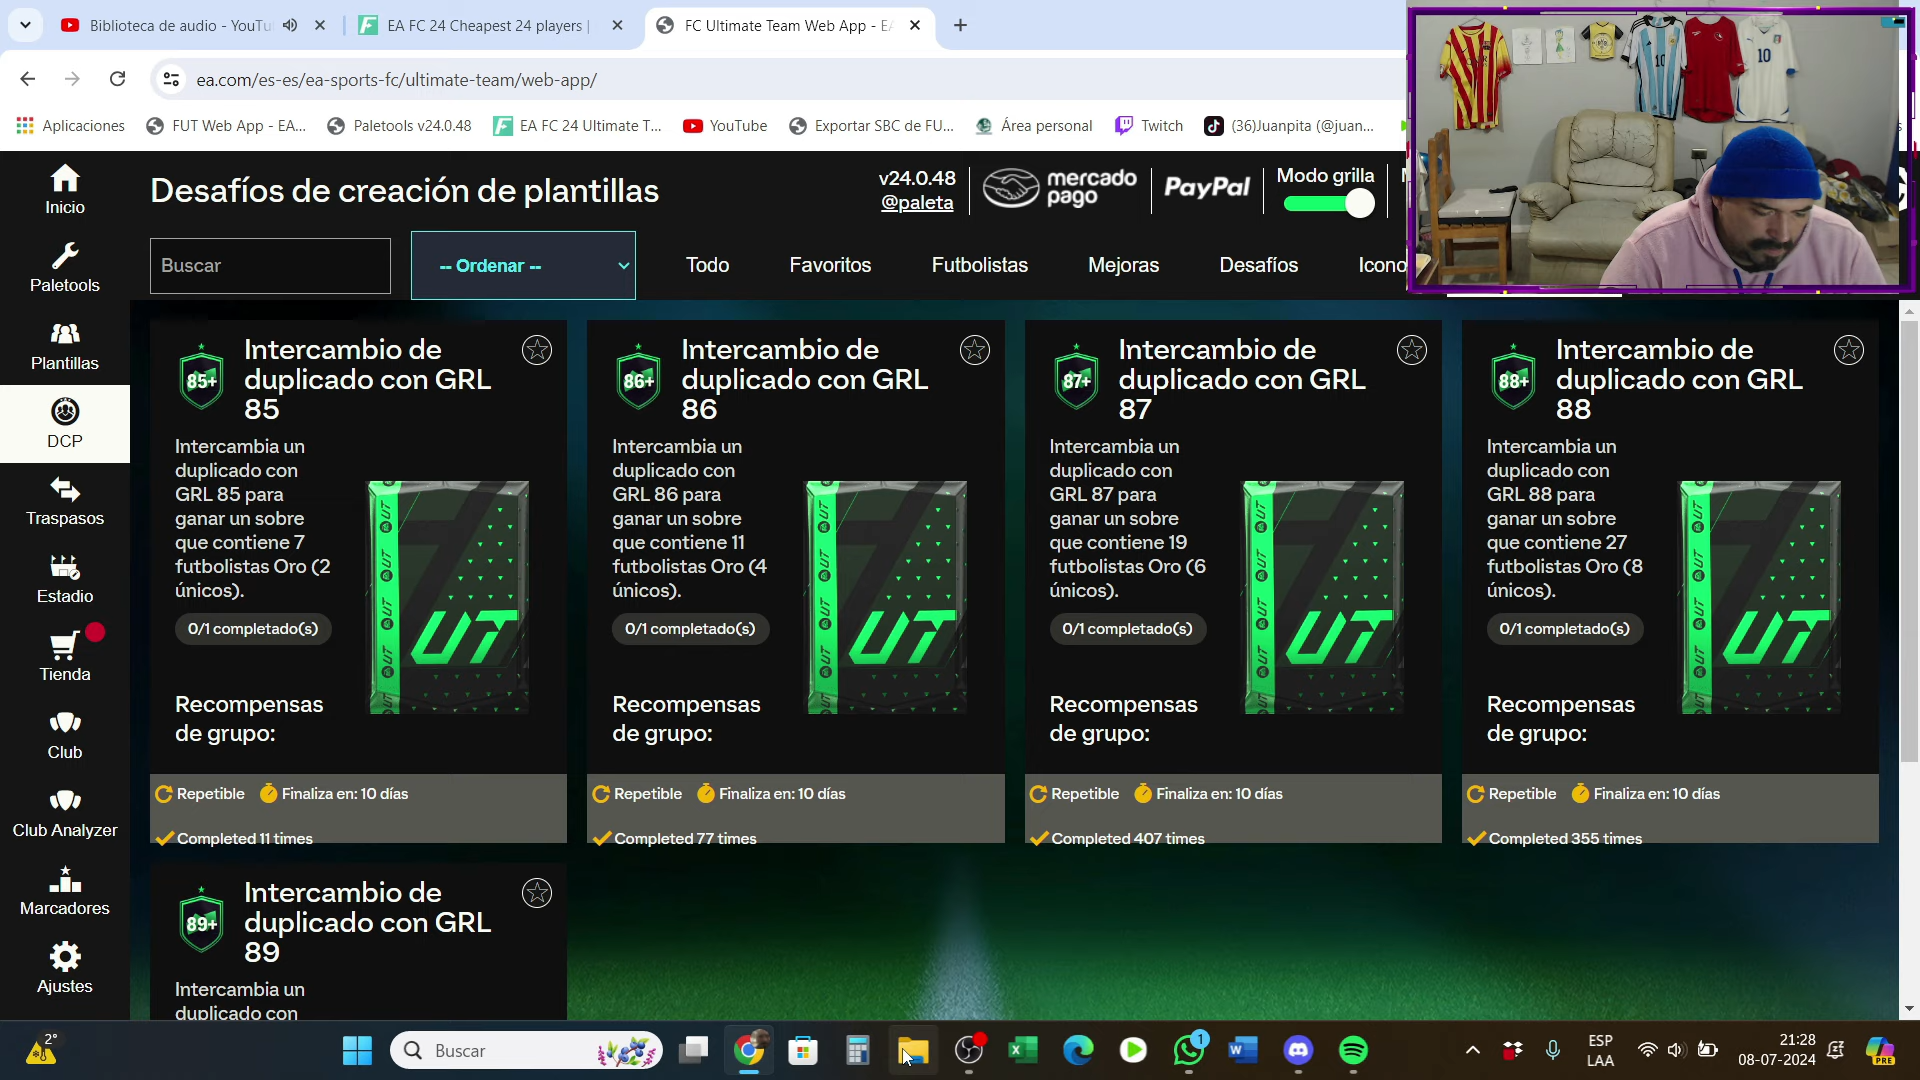 Biblioteca de audio - YouTu
EA FC 24 Cheapest 24 players |
FC Ultimate Team Web App - EA
ea.com/es-es/ea-sports-fc/ultimate-team/web-app/
Aplicaciones
FUT Web App - EA...
Paletools v24.0.48
EA FC 24 Ultimate T...
YouTube
Exportar SBC de FU...
Área personal
Twitch
(36)Juanpita (@juan...
Inicio
Paletools
Plantillas
DCP
Traspasos
Estadio
Tienda
Club
Club Analyzer
Marcadores
Ajustes
Desafíos de creación de plantillas
v24.0.48
@paleta
mercado
pago
PayPal
Modo grilla
Buscar
-- Ordenar --
Todo
Favoritos
Futbolistas
Mejoras
Desafíos
Icono
85+
Intercambio de
duplicado con GRL
85
Intercambia un
duplicado con
GRL 85 para
ganar un sobre
que contiene 7
futbolistas Oro (2
únicos).
0/1 completado(s)
Recompensas
de grupo:
UT
Repetible
Finaliza en: 10 días
Completed 11 times
86+
Intercambio de
duplicado con GRL
86
Intercambia un
duplicado con
GRL 86 para
ganar un sobre
que contiene 11
futbolistas Oro (4
únicos).
0/1 completado(s)
Recompensas
de grupo:
UT
Repetible
Finaliza en: 10 días
Completed 77 times
87+
Intercambio de
duplicado con GRL
87
Intercambia un
duplicado con
GRL 87 para
ganar un sobre
que contiene 19
futbolistas Oro (6
únicos).
0/1 completado(s)
Recompensas
de grupo:
UT
Repetible
Finaliza en: 10 días
Completed 407 times
88+
Intercambio de
duplicado con GRL
88
Intercambia un
duplicado con
GRL 88 para
ganar un sobre
que contiene 27
futbolistas Oro (8
únicos).
0/1 completado(s)
Recompensas
de grupo:
UT
Repetible
Finaliza en: 10 días
Completed 355 times
89+
Intercambio de
duplicado con GRL
89
Intercambia un
duplicado con
10
10
2°
Buscar
1
ESP
LAA
21:28
08-07-2024
PRE